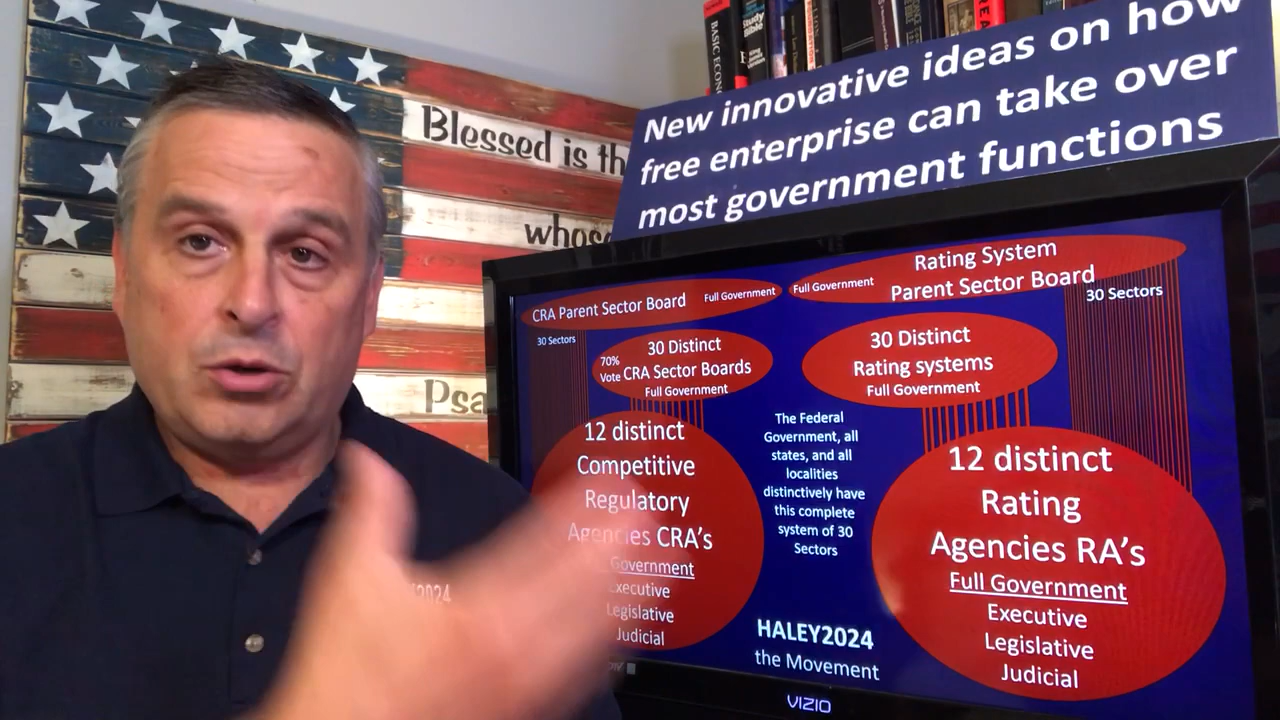 Blessed is th
whose
Psa
BASIC ECON
Study
Bible
New innovative ideas on how
free enterprise can take over
most government functions
CRA Parent Sector Board Full Government
30 Sectors
70%
Vote
30 Distinct
CRA Sector Boards
Full Government
12 distinct
Competitive
Regulatory
Agencies CRA's
Government
Executive
Legislative
Judicial
Full Government
Rating System
Parent Sector Board
30 Sectors
30 Distinct
Rating systems
Full Government
The Federal
Government, all
states, and all
localities
distinctively have
this complete
system of 30
Sectors
12 distinct
Rating
Agencies RA's
Full Government
Executive
Legislative
Judicial
HALEY2024
the Movement
VIZIO
2024